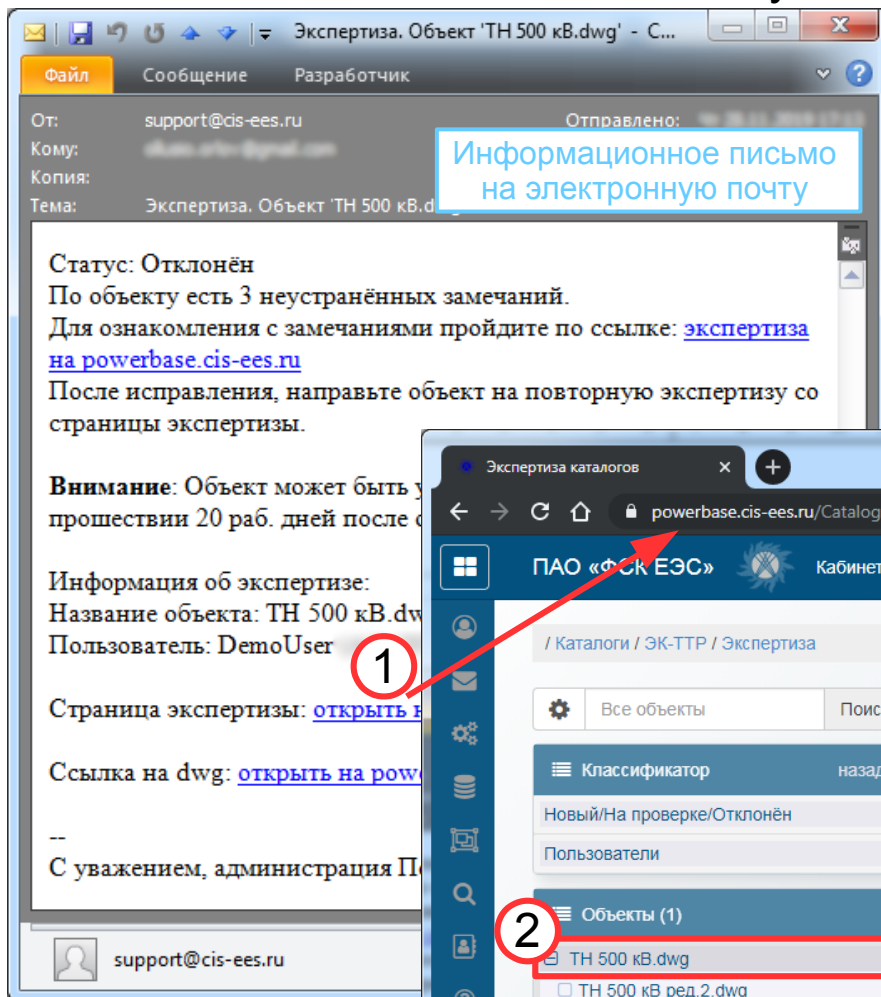 Экспертиза. Объект 'ТН 500 кВ.dwg' - С...
Файл Сообщение Разработчик
От: support@cis-ees.ru Отправлено:
Кому:
Копия:
Тема: Экспертиза. Объект 'ТН 500 кВ.d
Информационное письмо
на электронную почту
Статус: Отклонён
По объекту есть 3 неустранённых замечаний.
Для ознакомления с замечаниями пройдите по ссылке: экспертиза
на powerbase.cis-ees.ru
После исправления, направьте объект на повторную экспертизу со
страницы экспертизы.
Внимание: Объект может быть у
прошествии 20 раб. дней после
Информация об экспертизе:
Название объекта: ТН 500 кВ.dw
Пользователь: DemoUser
Страница экспертизы: открыть
Ссылка на dwg: открыть на pow
--
С уважением, администрация П
support@cis-ees.ru
1
Экспертиза каталогов
powerbase.cis-ees.ru/Catalog
ПАО «ФСК ЕЭС» Кабинет
/ Каталоги / ЭК-ТТР / Экспертиза
Все объекты Поис
Классификатор назад
Новый/На проверке/Отклонён
Пользователи
2
Объекты (1)
ТН 500 кВ.dwg
ТН 500 кВ ред.2.dwg